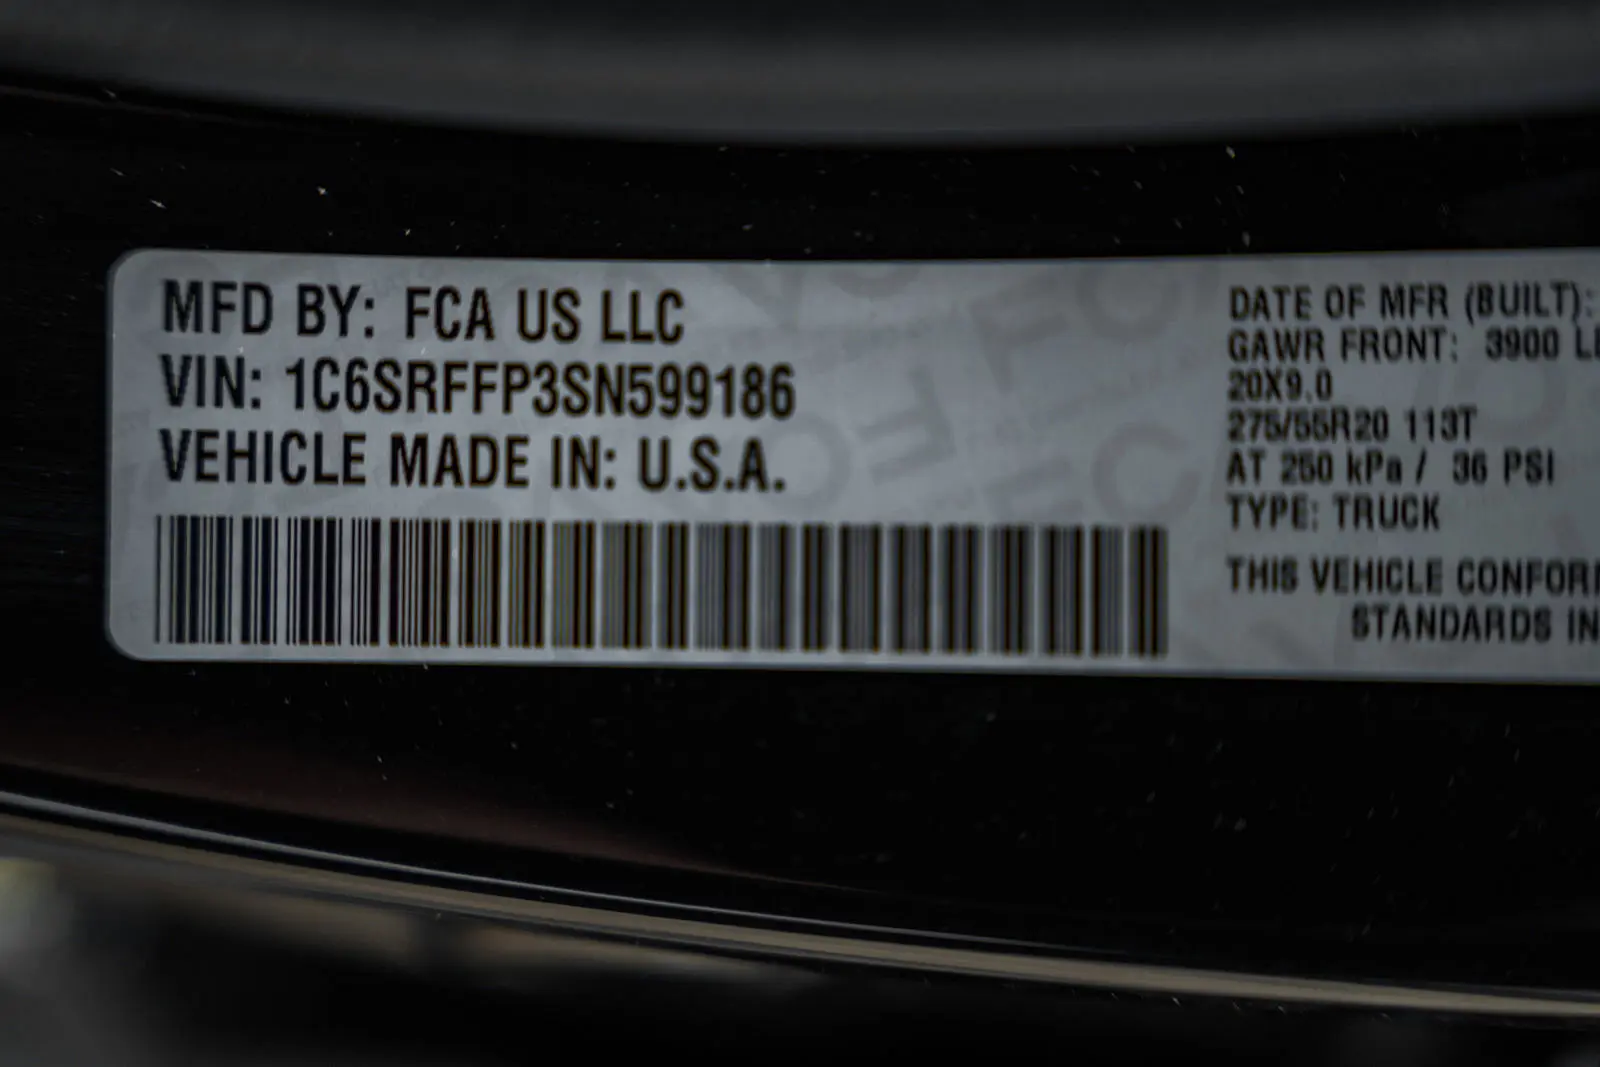 MFD BY: FCA US LLC
VIN: 1C6SRFFP3SN599186
VEHICLE MADE IN: U.S.A.
DATE OF MFR (BUILT):
GAWR FRONT: 3900
20X9.0
275/55R20 113T
AT 250 kPa / 36 PSI
TYPE: TRUCK
THIS VEHICLE
STANDARDS IN